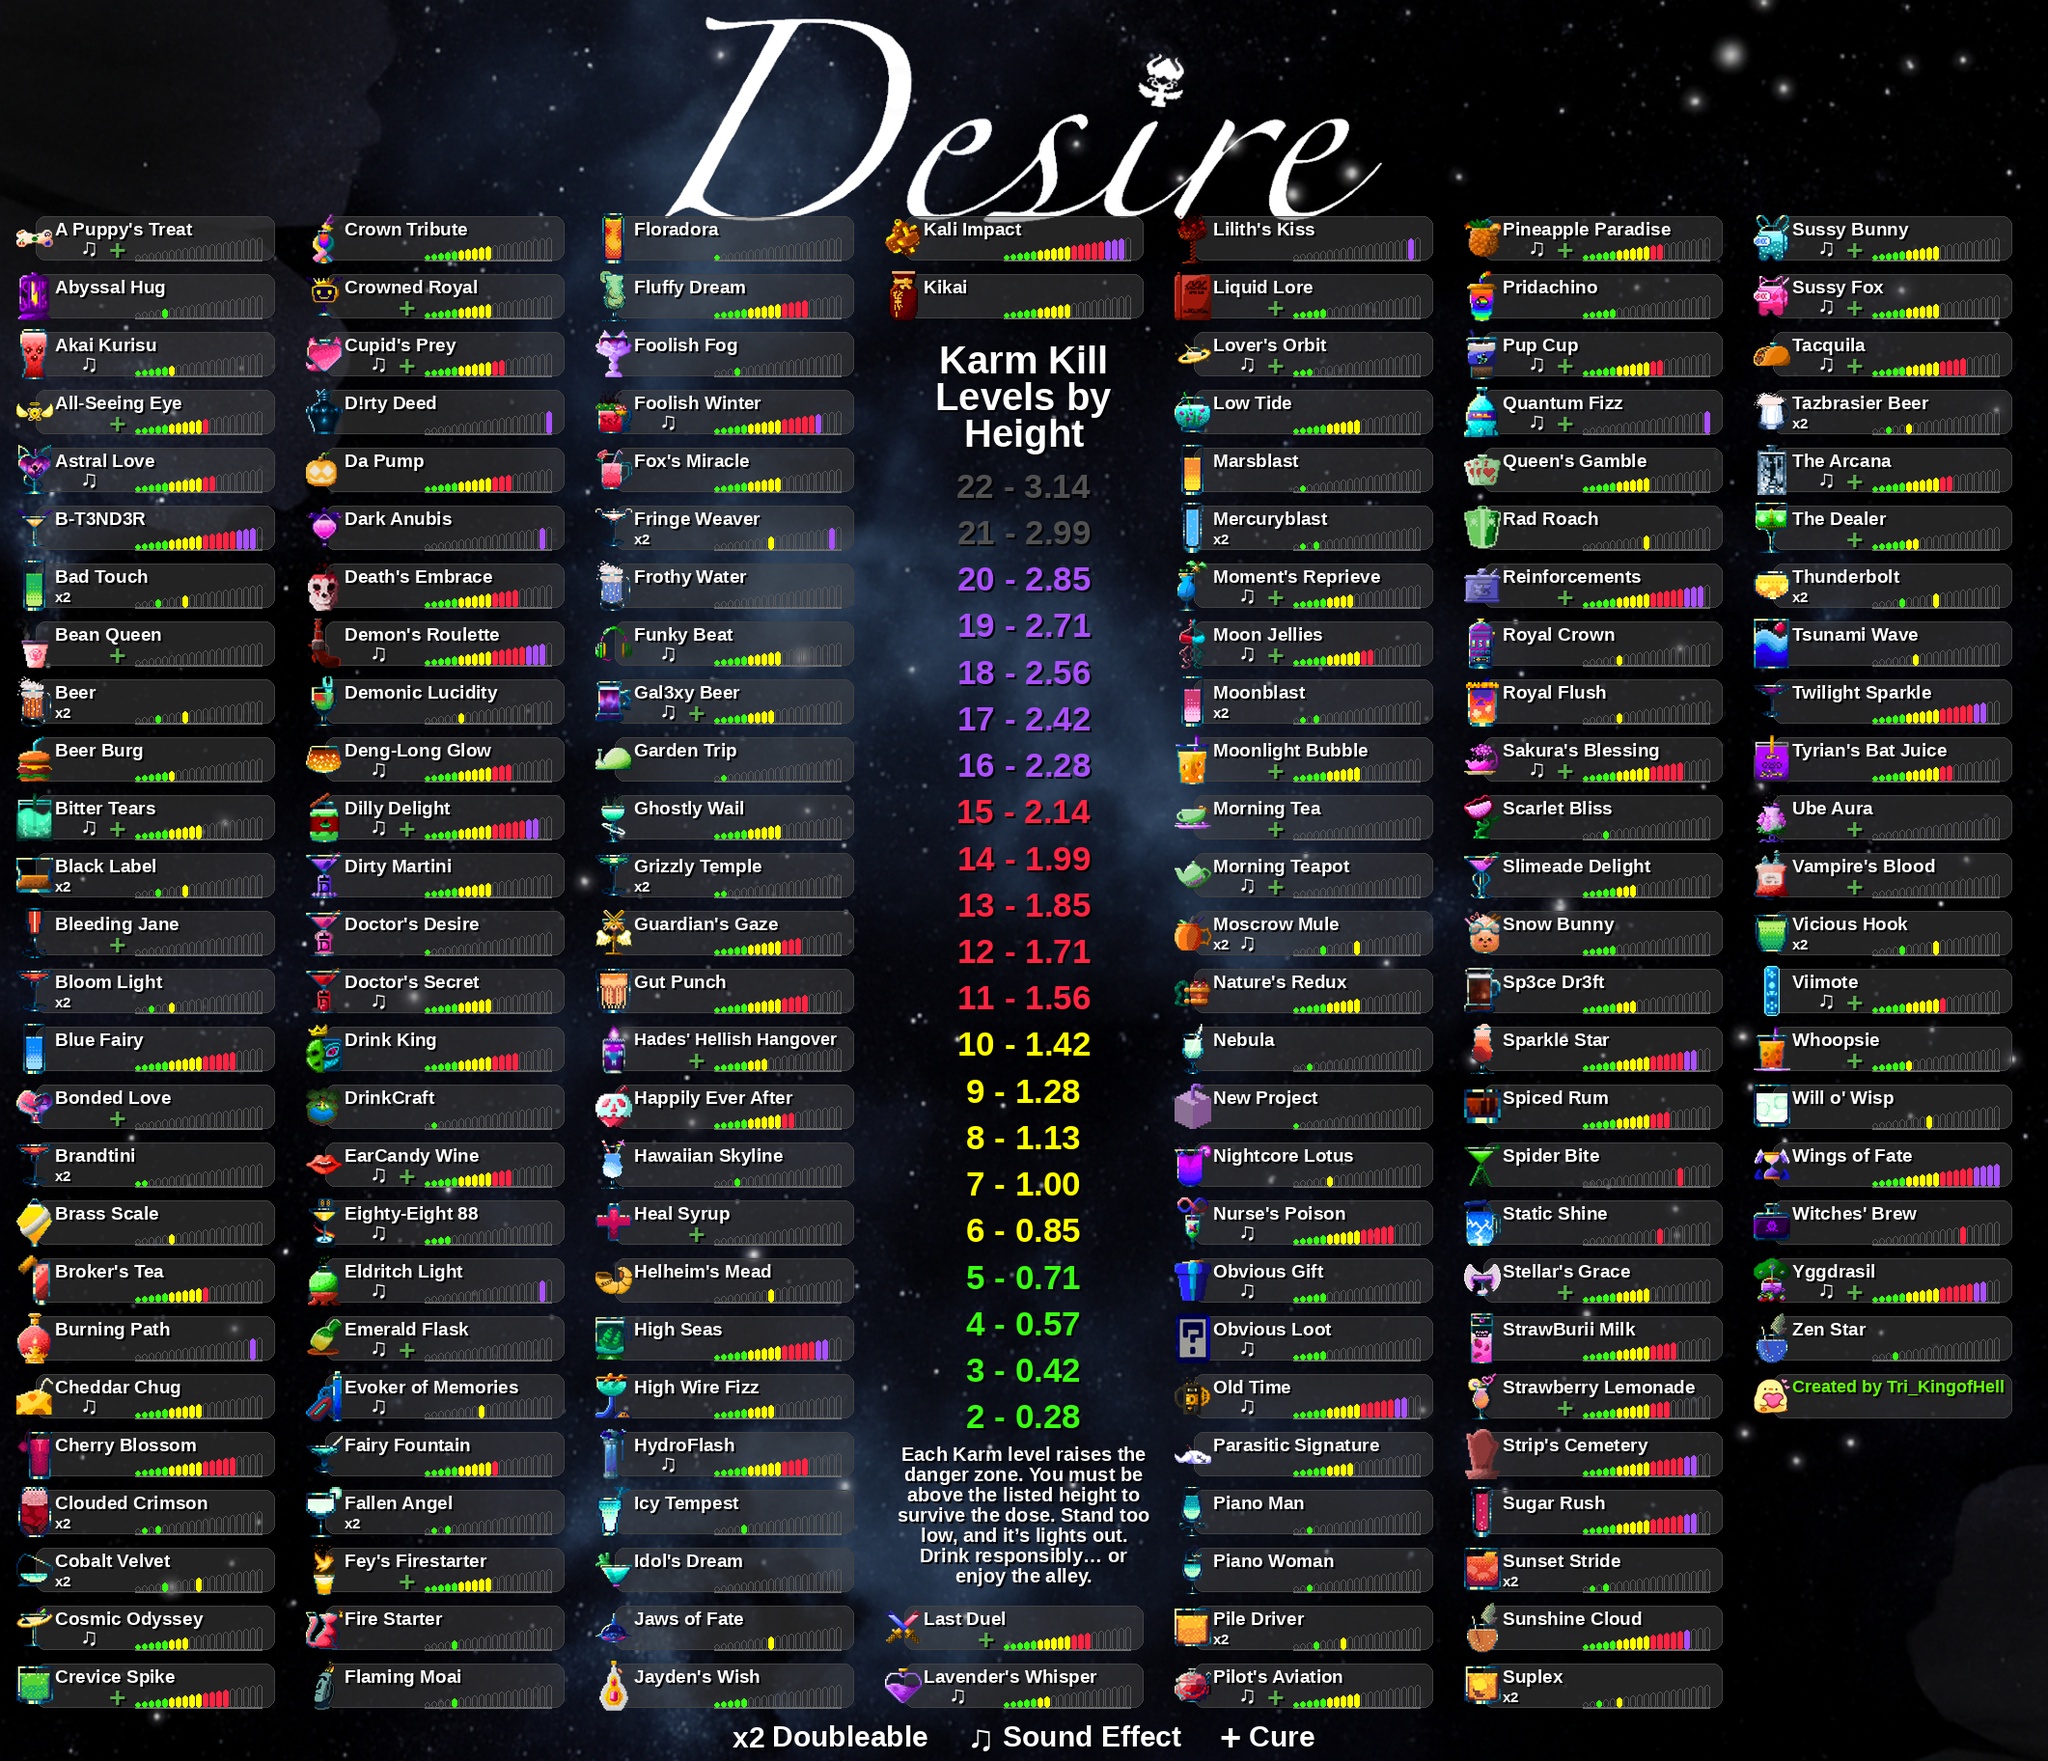 Desire
A Puppy's Treat
♫ +
Abyssal Hug
Akai Kurisu
♫
All-Seeing Eye
+
Astral Love
♫
B-T3ND3R
Bad Touch
x2
Bean Queen
+
Beer
x2
Beer Burg
Bitter Tears
♫ +
Black Label
x2
Bleeding Jane
+
Bloom Light
x2
Blue Fairy
Bonded Love
+
Brandtini
x2
Brass Scale
Broker's Tea
Burning Path
Cheddar Chug
♫
Cherry Blossom
Clouded Crimson
x2
Cobalt Velvet
x2
Cosmic Odyssey
♫
Crevice Spike
+
Crown Tribute
Crowned Royal
+
Cupid's Prey
♫ +
D!rty Deed
Da Pump
Dark Anubis
Death's Embrace
Demon's Roulette
♫
Demonic Lucidity
Deng-Long Glow
♫
Dilly Delight
♫ +
Dirty Martini
Doctor's Desire
Doctor's Secret
♫
Drink King
DrinkCraft
EarCandy Wine
♫ +
Eighty-Eight 88
Eldritch Light
♫
Emerald Flask
♫ +
Evoker of Memories
♫
Fairy Fountain
Fallen Angel
x2
Fey's Firestarter
+
Fire Starter
Flaming Moai
Floradora
Fluffy Dream
Foolish Fog
Foolish Winter
♫
Fox's Miracle
Fringe Weaver
x2
Frothy Water
Funky Beat
♫
Gal3xy Beer
♫ +
Garden Trip
Ghostly Wail
Grizzly Temple
x2
Guardian's Gaze
Gut Punch
Hades' Hellish Hangover
+
Happily Ever After
Hawaiian Skyline
Heal Syrup
+
Helheim's Mead
High Seas
High Wire Fizz
HydroFlash
♫
Icy Tempest
Idol's Dream
Jaws of Fate
Jayden's Wish
Kali Impact
Kikai
Karm Kill
Levels by
Height
22 - 3.14
21 - 2.99
20 - 2.85
19 - 2.71
18 - 2.56
17 - 2.42
16 - 2.28
15 - 2.14
14 - 1.99
13 - 1.85
12 - 1.71
11 - 1.56
10 - 1.42
9 - 1.28
8 - 1.13
7 - 1.00
6 - 0.85
5 - 0.71
4 - 0.57
3 - 0.42
2 - 0.28
Each Karm level raises the
danger zone. You must be
above the listed height to
survive the dose. Stand too
low, and it's lights out.
Drink responsibly... or
enjoy the alley.
Last Duel
+
Lavender's Whisper
♫
Lilith's Kiss
Liquid Lore
+
Lover's Orbit
♫ +
Low Tide
Marsblast
Mercuryblast
x2
Moment's Reprieve
♫ +
Moon Jellies
♫ +
Moonblast
x2
Moonlight Bubble
+
Morning Tea
+
Morning Teapot
♫ +
Moscrow Mule
x2 ♫
Nature's Redux
Nebula
New Project
Nightcore Lotus
Nurse's Poison
♫
Obvious Gift
♫
Obvious Loot
♫
Old Time
♫
Parasitic Signature
Piano Man
Piano Woman
Pile Driver
x2
Pilot's Aviation
♫ +
Pineapple Paradise
♫ +
Pridachino
Pup Cup
♫ +
Quantum Fizz
♫ +
Queen's Gamble
Rad Roach
Reinforcements
+
Royal Crown
Royal Flush
Sakura's Blessing
♫ +
Scarlet Bliss
Slimeade Delight
Snow Bunny
Sp3ce Dr3ft
Sparkle Star
Spiced Rum
Spider Bite
Static Shine
Stellar's Grace
+
StrawBurii Milk
Strawberry Lemonade
+
Strip's Cemetery
Sugar Rush
Sunset Stride
x2
Sunshine Cloud
Suplex
x2
Sussy Bunny
♫ +
Sussy Fox
♫ +
Tacquila
♫ +
Tazbrasier Beer
x2
The Arcana
♫ +
The Dealer
+
Thunderbolt
x2
Tsunami Wave
Twilight Sparkle
Tyrian's Bat Juice
Ube Aura
+
Vampire's Blood
+
Vicious Hook
x2
Viimote
♫ +
Whoopsie
+
Will o' Wisp
Wings of Fate
Witches' Brew
Yggdrasil
♫ +
Zen Star
Created by Tri_KingofHell
x2 Doubleable ♫ Sound Effect + Cure